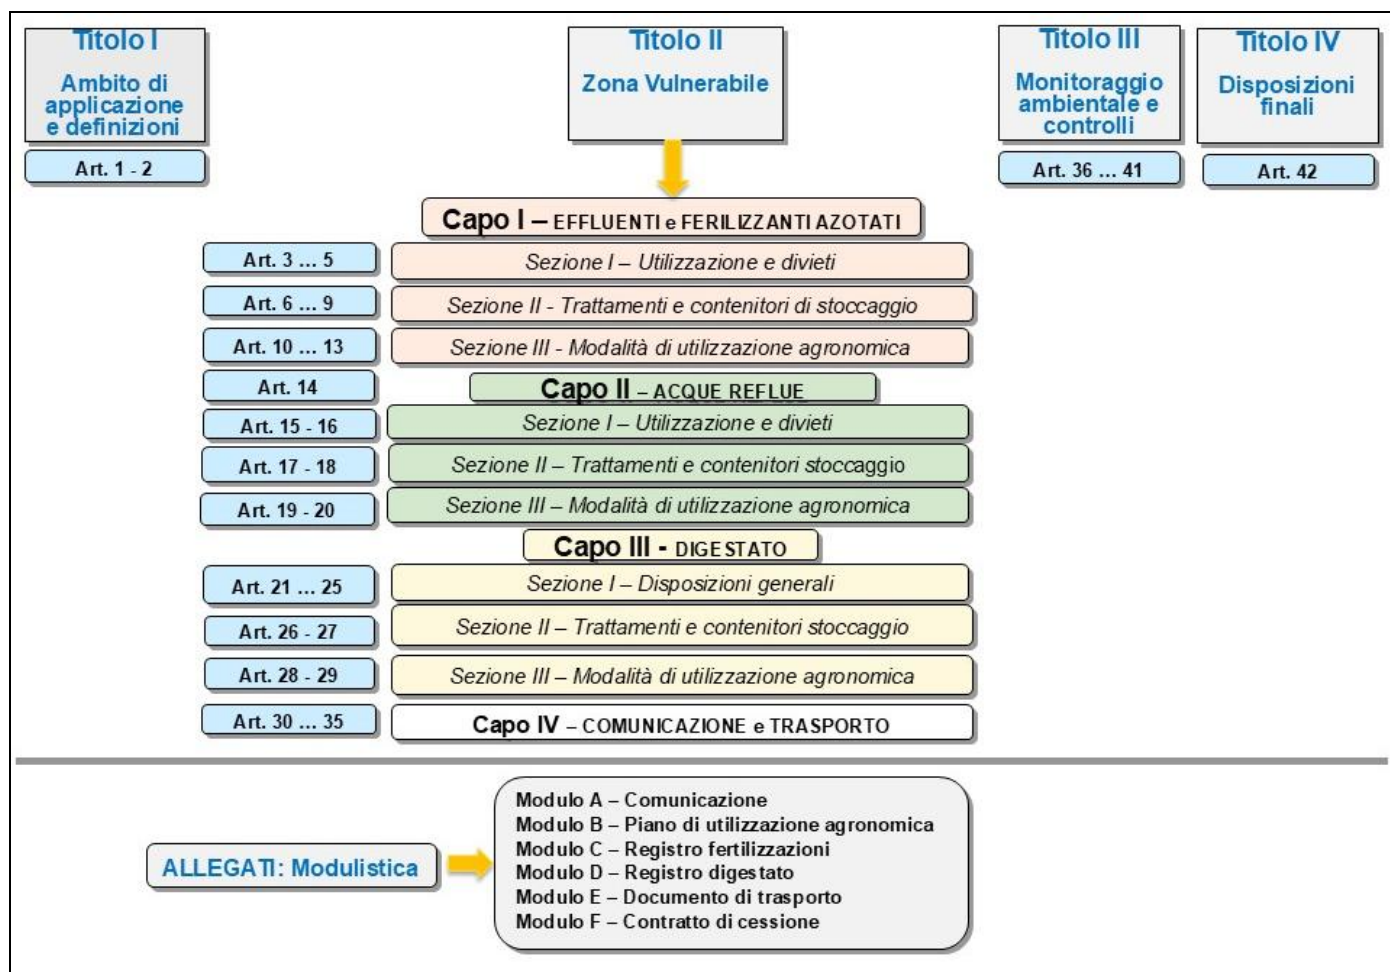 Titolo I
Ambito di
applicazione
e definizioni
Art. 1 - 2
Titolo II
Zona Vulnerabile
Titolo III
Monitoraggio
ambientale e
controlli
Art. 36 ... 41
Titolo IV
Disposizioni
finali
Art. 42
Capo I – EFFLUENTI e FERILIZZANTI AZOTATI
Art. 3 ... 5
Sezione I – Utilizzazione e divieti
Art. 6 ... 9
Sezione II - Trattamenti e contenitori di stoccaggio
Art. 10 ... 13
Sezione III - Modalità di utilizzazione agronomica
Art. 14
Capo II – ACQUE REFLUE
Art. 15 - 16
Sezione I – Utilizzazione e divieti
Art. 17 - 18
Sezione II – Trattamenti e contenitori stoccaggio
Art. 19 - 20
Sezione III – Modalità di utilizzazione agronomica
Capo III - DIGESTATO
Art. 21 ... 25
Sezione I – Disposizioni generali
Art. 26 - 27
Sezione II – Trattamenti e contenitori stoccaggio
Art. 28 - 29
Sezione III – Modalità di utilizzazione agronomica
Art. 30 ... 35
Capo IV – COMUNICAZIONE e TRASPORTO
ALLEGATI: Modulistica
Modulo A – Comunicazione
Modulo B – Piano di utilizzazione agronomica
Modulo C – Registro fertilizzazioni
Modulo D – Registro digestato
Modulo E – Documento di trasporto
Modulo F – Contratto di cessione